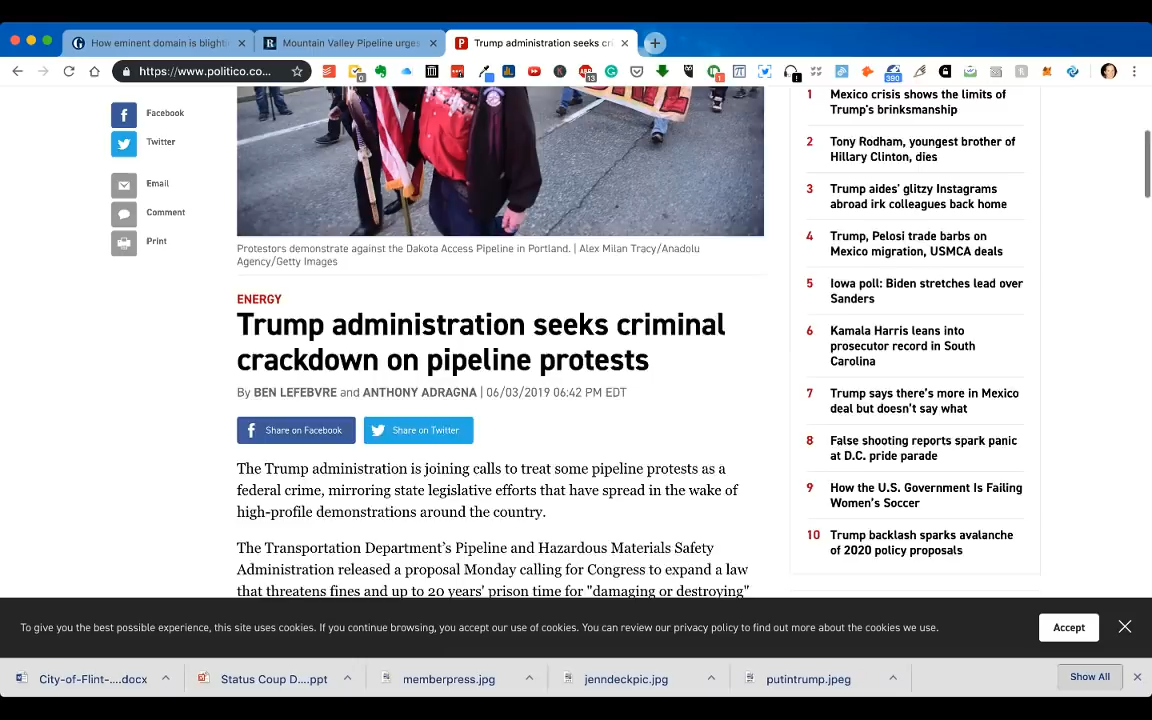 How eminent domain is blighti
Mountain Valley Pipeline urge
Trump administration seeks cri
https://www.politico.co...
Facebook
Twitter
Email
Comment
Print
Protestors demonstrate against the Dakota Access Pipeline in Portland. | Alex Milan Tracy/Anadolu
Agency/Getty Images
ENERGY
Trump administration seeks criminal
crackdown on pipeline protests
By BEN LEFEBVRE and ANTHONY ADRAGNA | 06/03/2019 06:42 PM EDT
Share on Facebook
Share on Twitter
The Trump administration is joining calls to treat some pipeline protests as a
federal crime, mirroring state legislative efforts that have spread in the wake of
high-profile demonstrations around the country.
The Transportation Department's Pipeline and Hazardous Materials Safety
Administration released a proposal Monday calling for Congress to expand a law
that threatens fines and up to 20 years' prison time for "damaging or destroying"
1 Mexico crisis shows the limits of
Trump's brinksmanship
2 Tony Rodham, youngest brother of
Hillary Clinton, dies
3 Trump aides' glitzy Instagrams
abroad irk colleagues back home
4 Trump, Pelosi trade barbs on
Mexico migration, USMCA deals
5 Iowa poll: Biden stretches lead over
Sanders
6 Kamala Harris leans into
prosecutor record in South
Carolina
7 Trump says there's more in Mexico
deal but doesn't say what
8 False shooting reports spark panic
at D.C. pride parade
9 How the U.S. Government Is Failing
Women's Soccer
10 Trump backlash sparks avalanche
of 2020 policy proposals
To give you the best possible experience, this site uses cookies. If you continue browsing, you accept our use of cookies. You can review our privacy policy to find out more about the cookies we use.
Accept
City-of-Flint-....docx
Status Coup D....ppt
memberpress.jpg
jenndeckpic.jpg
putintrump.jpeg
Show All